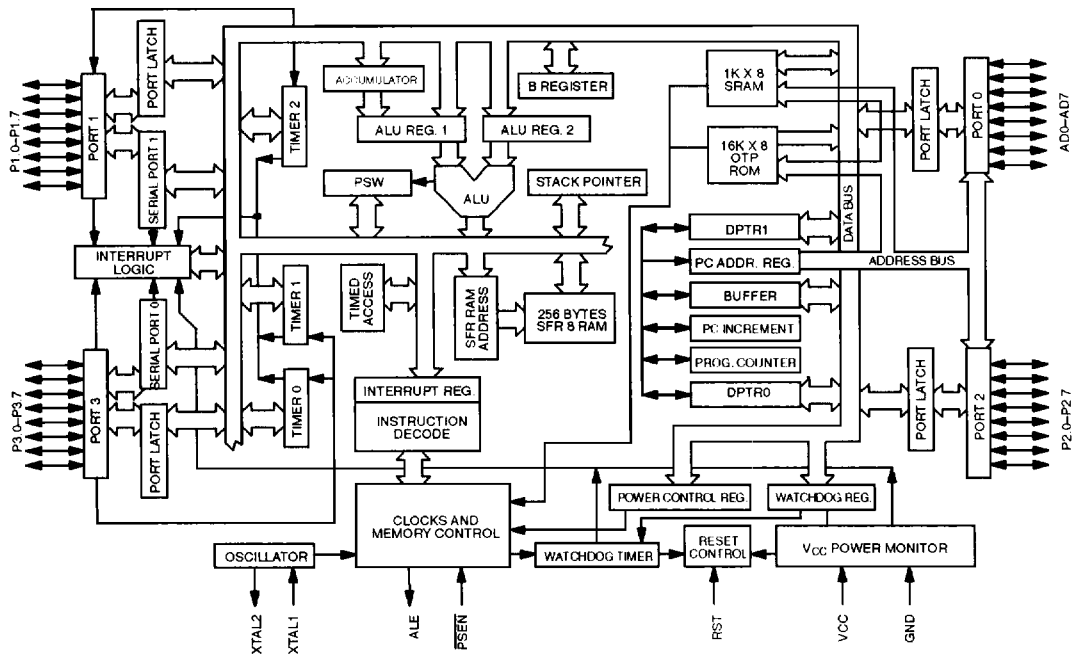 PORT LATCH
P1.0–P1.7
PORT 1
SERIAL PORT 1
TIMER 2
ACCUMULATOR
B REGISTER
ALU REG. 1
ALU REG. 2
PSW
ALU
STACK POINTER
1K X 8
SRAM
16K X 8
OTP
ROM
PORT LATCH
PORT 0
AD0–AD7
DATA BUS
INTERRUPT
LOGIC
TIMER 1
TIMED
ACCESS
SFR RAM
ADDRESS
256 BYTES
SFR 8 RAM
DPTR1
PC ADDR. REG.
ADDRESS BUS
BUFFER
PC INCREMENT
PROG. COUNTER
DPTR0
SERIAL PORT 0
P3.0–P3.7
PORT 3
PORT LATCH
TIMER 0
INTERRUPT REG.
INSTRUCTION
DECODE
PORT LATCH
PORT 2
P2.0–P2.7
CLOCKS AND
MEMORY CONTROL
POWER CONTROL REG.
WATCHDOG REG.
OSCILLATOR
WATCHDOG TIMER
RESET
CONTROL
VCC POWER MONITOR
XTAL2
XTAL1
ALE
PSEN
RST
VCC
GND